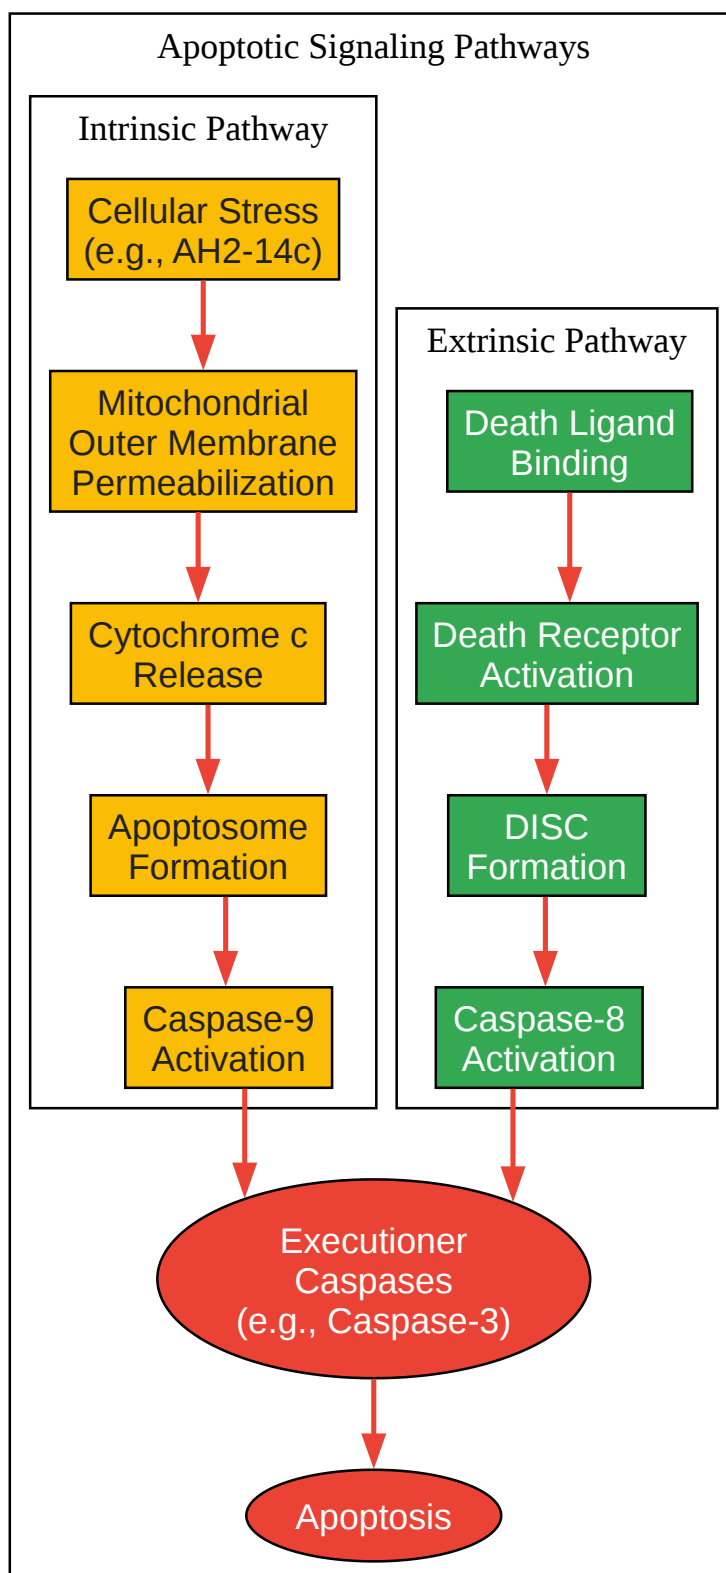 Apoptotic Signaling Pathways
Intrinsic Pathway
Cellular Stress
(e.g., AH2-14c)
Mitochondrial
Outer Membrane
Permeabilization
Cytochrome c
Release
Apoptosome
Formation
Caspase-9
Activation
Extrinsic Pathway
Death Ligand
Binding
Death Receptor
Activation
DISC
Formation
Caspase-8
Activation
Executioner
Caspases
(e.g., Caspase-3)
Apoptosis